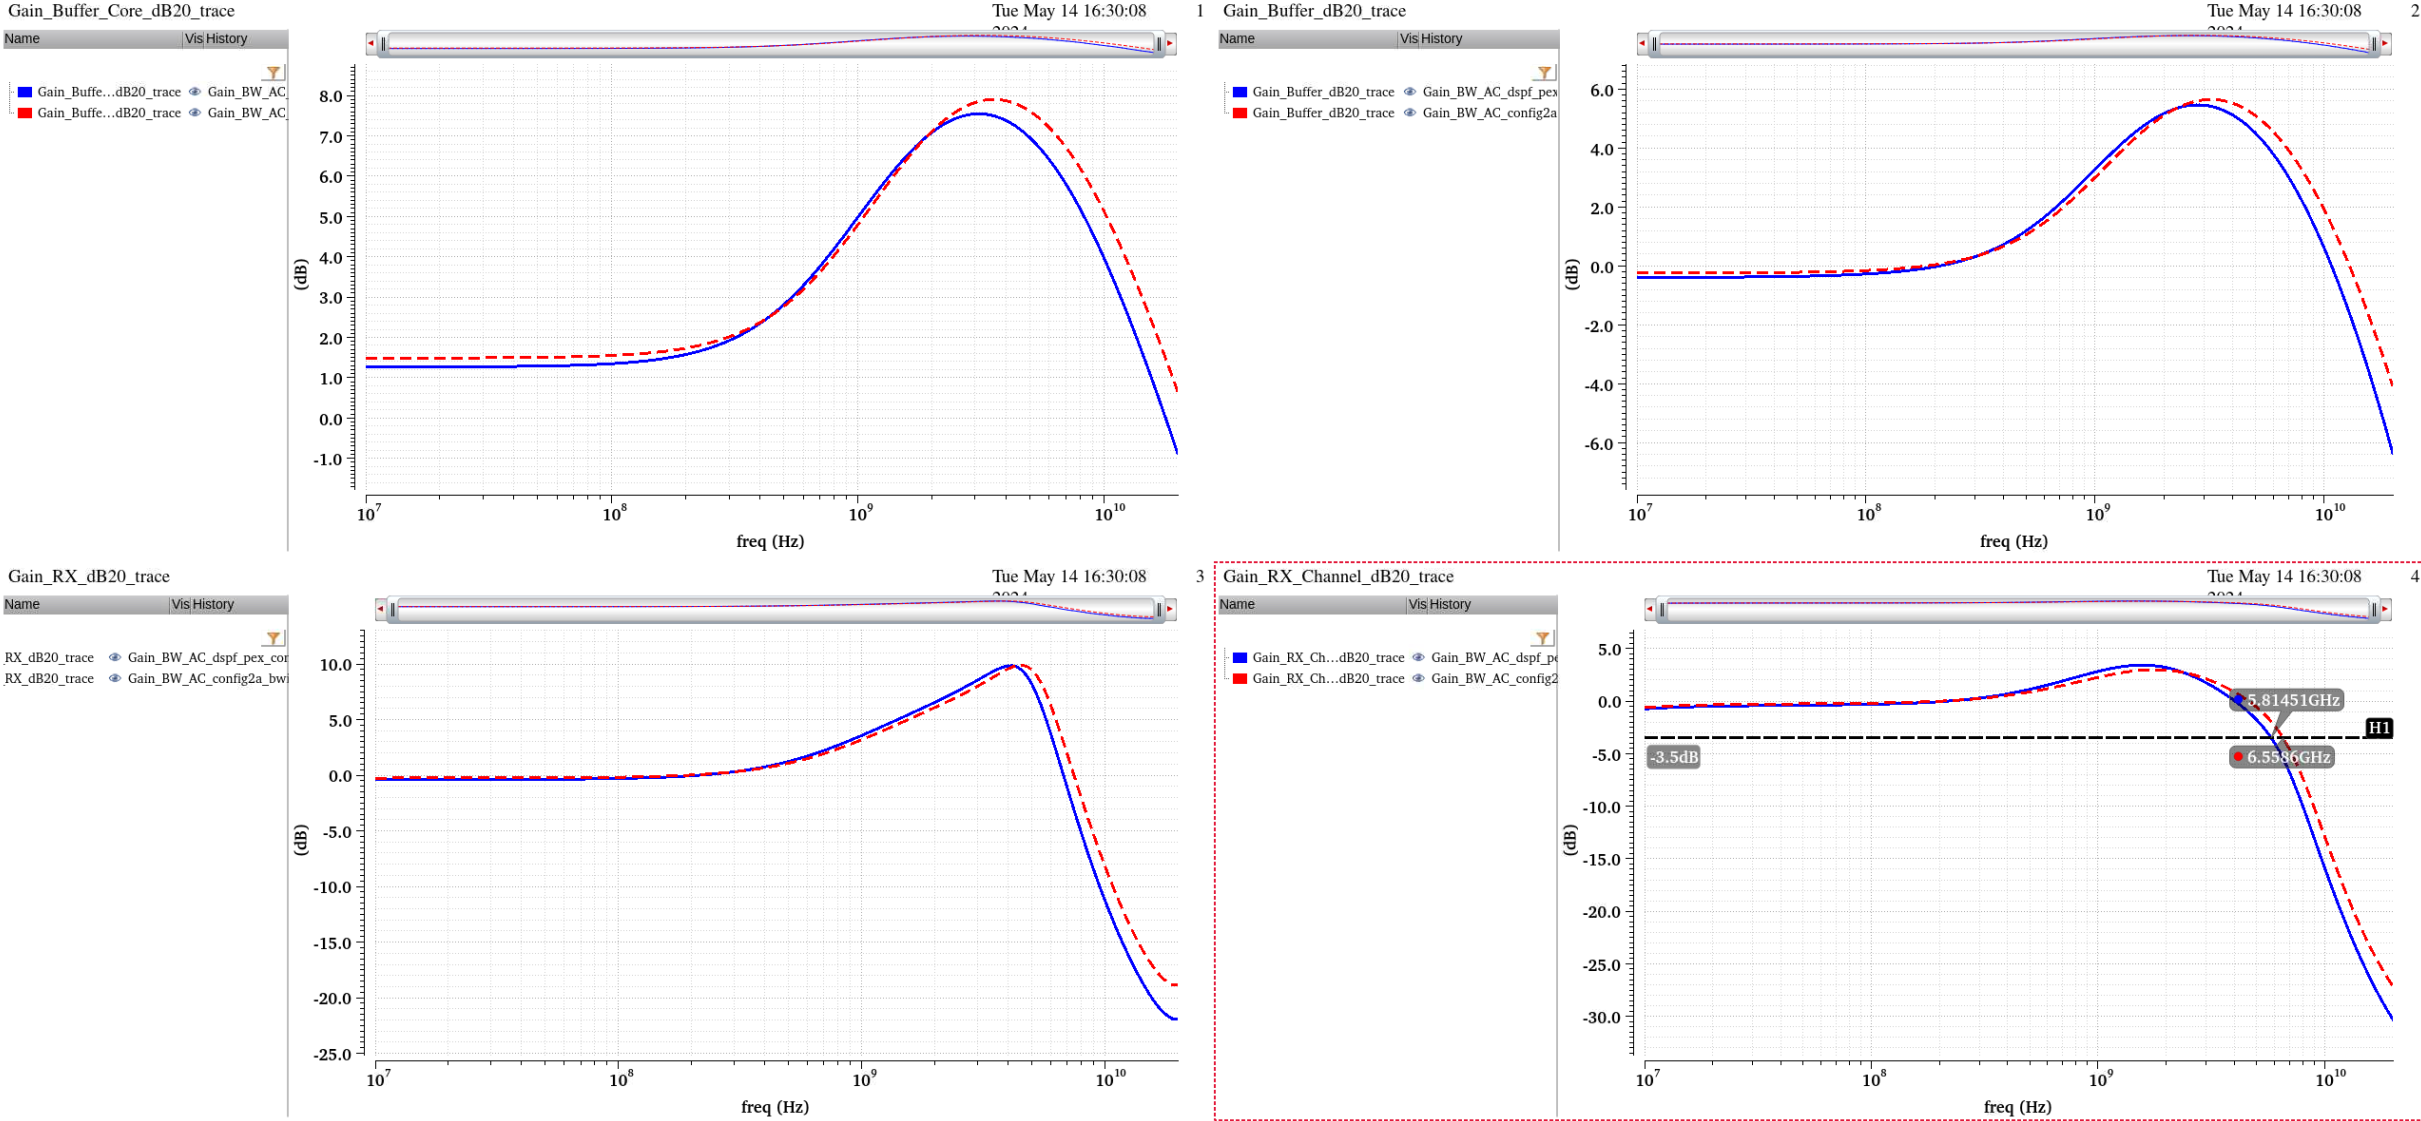 Gain_Buffer_Core_dB20_trace
Tue May 14 16:30:08
2024
1
Name Vis History
Gain_Buffe...dB20_trace Gain_BW_AC_
Gain_Buffe...dB20_trace Gain_BW_AC_
8.0
7.0
6.0
5.0
4.0
3.0
2.0
1.0
0.0
-1.0
(dB)
10^7 10^8 10^9 10^10
freq (Hz)
Gain_Buffer_dB20_trace
Tue May 14 16:30:08
2024
2
Name Vis History
Gain_Buffer_dB20_trace Gain_BW_AC_dspf_pex
Gain_Buffer_dB20_trace Gain_BW_AC_config2a
6.0
4.0
2.0
0.0
-2.0
-4.0
-6.0
(dB)
10^7 10^8 10^9 10^10
freq (Hz)
Gain_RX_dB20_trace
Tue May 14 16:30:08
2024
3
Name Vis History
RX_dB20_trace Gain_BW_AC_dspf_pex_cor
RX_dB20_trace Gain_BW_AC_config2a_bwi
10.0
5.0
0.0
-5.0
-10.0
-15.0
-20.0
-25.0
(dB)
10^7 10^8 10^9 10^10
freq (Hz)
Gain_RX_Channel_dB20_trace
Tue May 14 16:30:08
2024
4
Name Vis History
Gain_RX_Ch...dB20_trace Gain_BW_AC_dspf_pe
Gain_RX_Ch...dB20_trace Gain_BW_AC_config2
5.0
0.0
-5.0
-10.0
-15.0
-20.0
-25.0
-30.0
(dB)
5.81451GHz
H1
-3.5dB
6.5586GHz
10^7 10^8 10^9 10^10
freq (Hz)